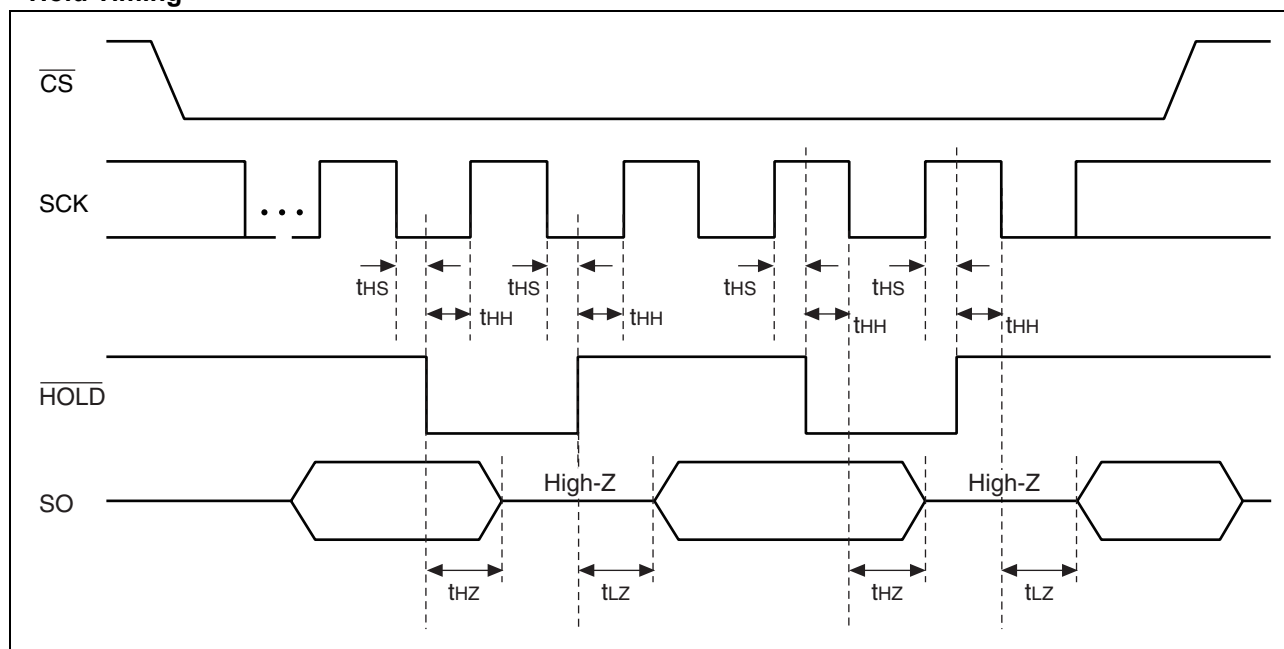 Hold Timing
CS
SCK
• • •
tHS tHS tHS tHS
tHH tHH tHH tHH
HOLD
High-Z High-Z
SO
tHZ tLZ tHZ tLZ